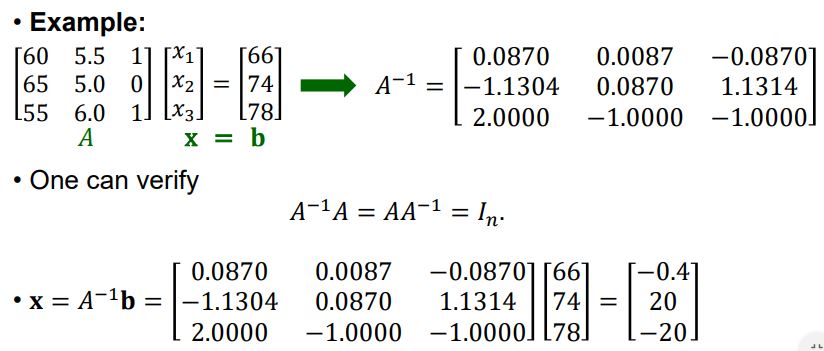 • Example:
[60 5.5 1] [x₁] [66] [0.0870 0.0087 −0.0870]
[65 5.0 0] [x₂] = [74] A⁻¹ = [−1.1304 0.0870 1.1314]
[55 6.0 1] [x₃] [78] [2.0000 −1.0000 −1.0000]
A x = b
• One can verify
A⁻¹A = AA⁻¹ = Iₙ.
[0.0870 0.0087 −0.0870] [66] [−0.4]
• x = A⁻¹b = [−1.1304 0.0870 1.1314] [74] = [20]
[2.0000 −1.0000 −1.0000] [78] [−20]